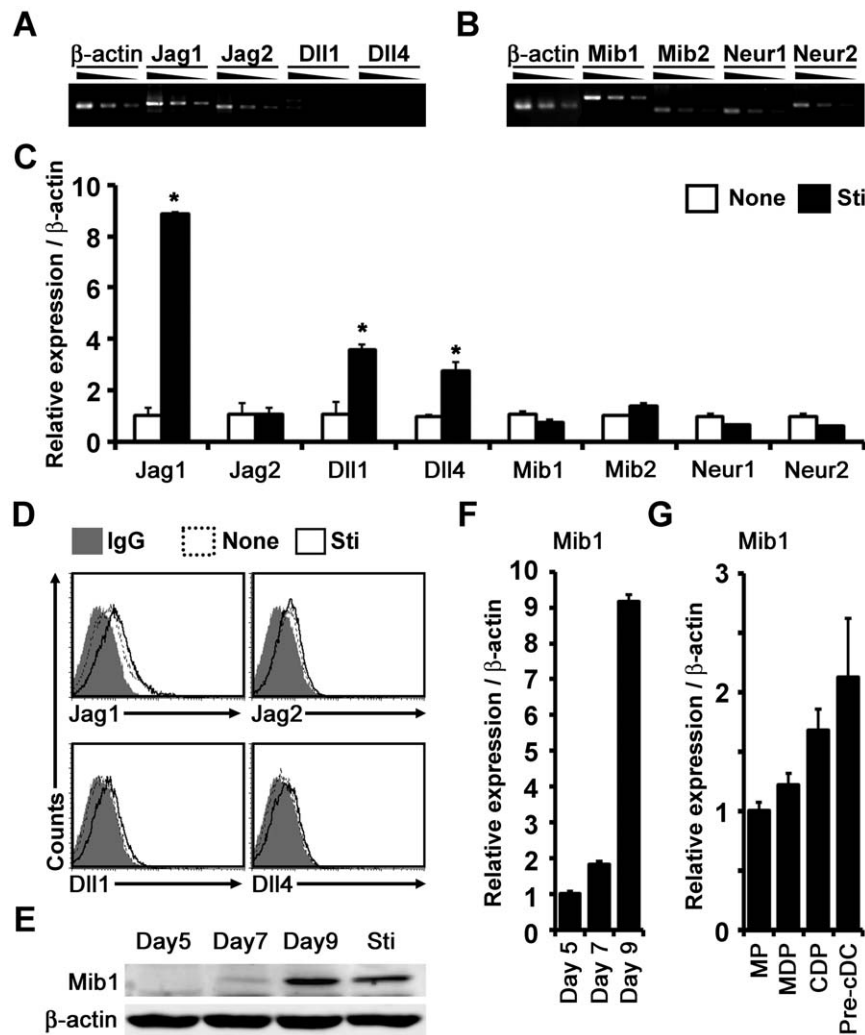 A
β-actin Jag1 Jag2 Dll1 Dll4
B
β-actin Mib1 Mib2 Neur1 Neur2
C
Relative expression / β-actin
10
8
6
4
2
0
None Sti
* * *
Jag1 Jag2 Dll1 Dll4 Mib1 Mib2 Neur1 Neur2
D
IgG None Sti
Counts
Jag1 Jag2
Dll1 Dll4
E
Day5 Day7 Day9 Sti
Mib1
β-actin
F
Mib1
Relative expression / β-actin
10
9
8
7
6
5
4
3
2
1
0
Day 5 Day 7 Day 9
G
Mib1
Relative expression / β-actin
3
2
1
0
MP MDP CDP Pre-cDC